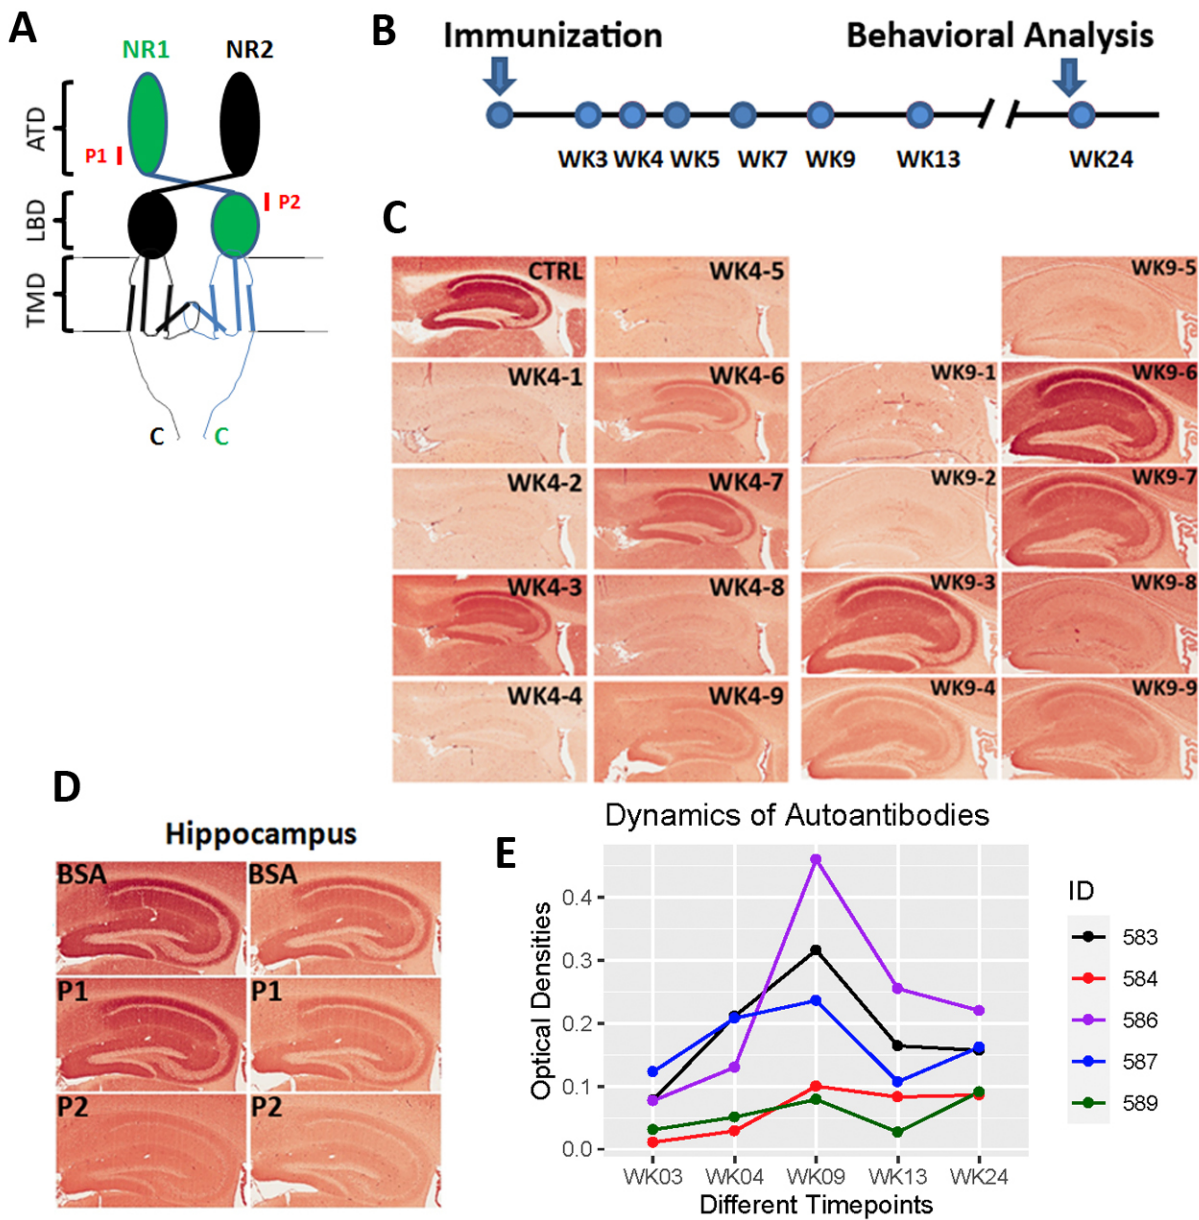 A
NR1 NR2
ATD
P1
LBD
P2
TMD
C C
B
Immunization Behavioral Analysis
WK3 WK4 WK5 WK7 WK9 WK13 WK24
C
CTRL WK4-5 WK9-5
WK4-1 WK4-6 WK9-1 WK9-6
WK4-2 WK4-7 WK9-2 WK9-7
WK4-3 WK4-8 WK9-3 WK9-8
WK4-4 WK4-9 WK9-4 WK9-9
D
Hippocampus
BSA BSA
P1 P1
P2 P2
E
Dynamics of Autoantibodies
Optical Densities
0.4
0.3
0.2
0.1
0.0
WK03 WK04 WK09 WK13 WK24
Different Timepoints
ID
583
584
586
587
589